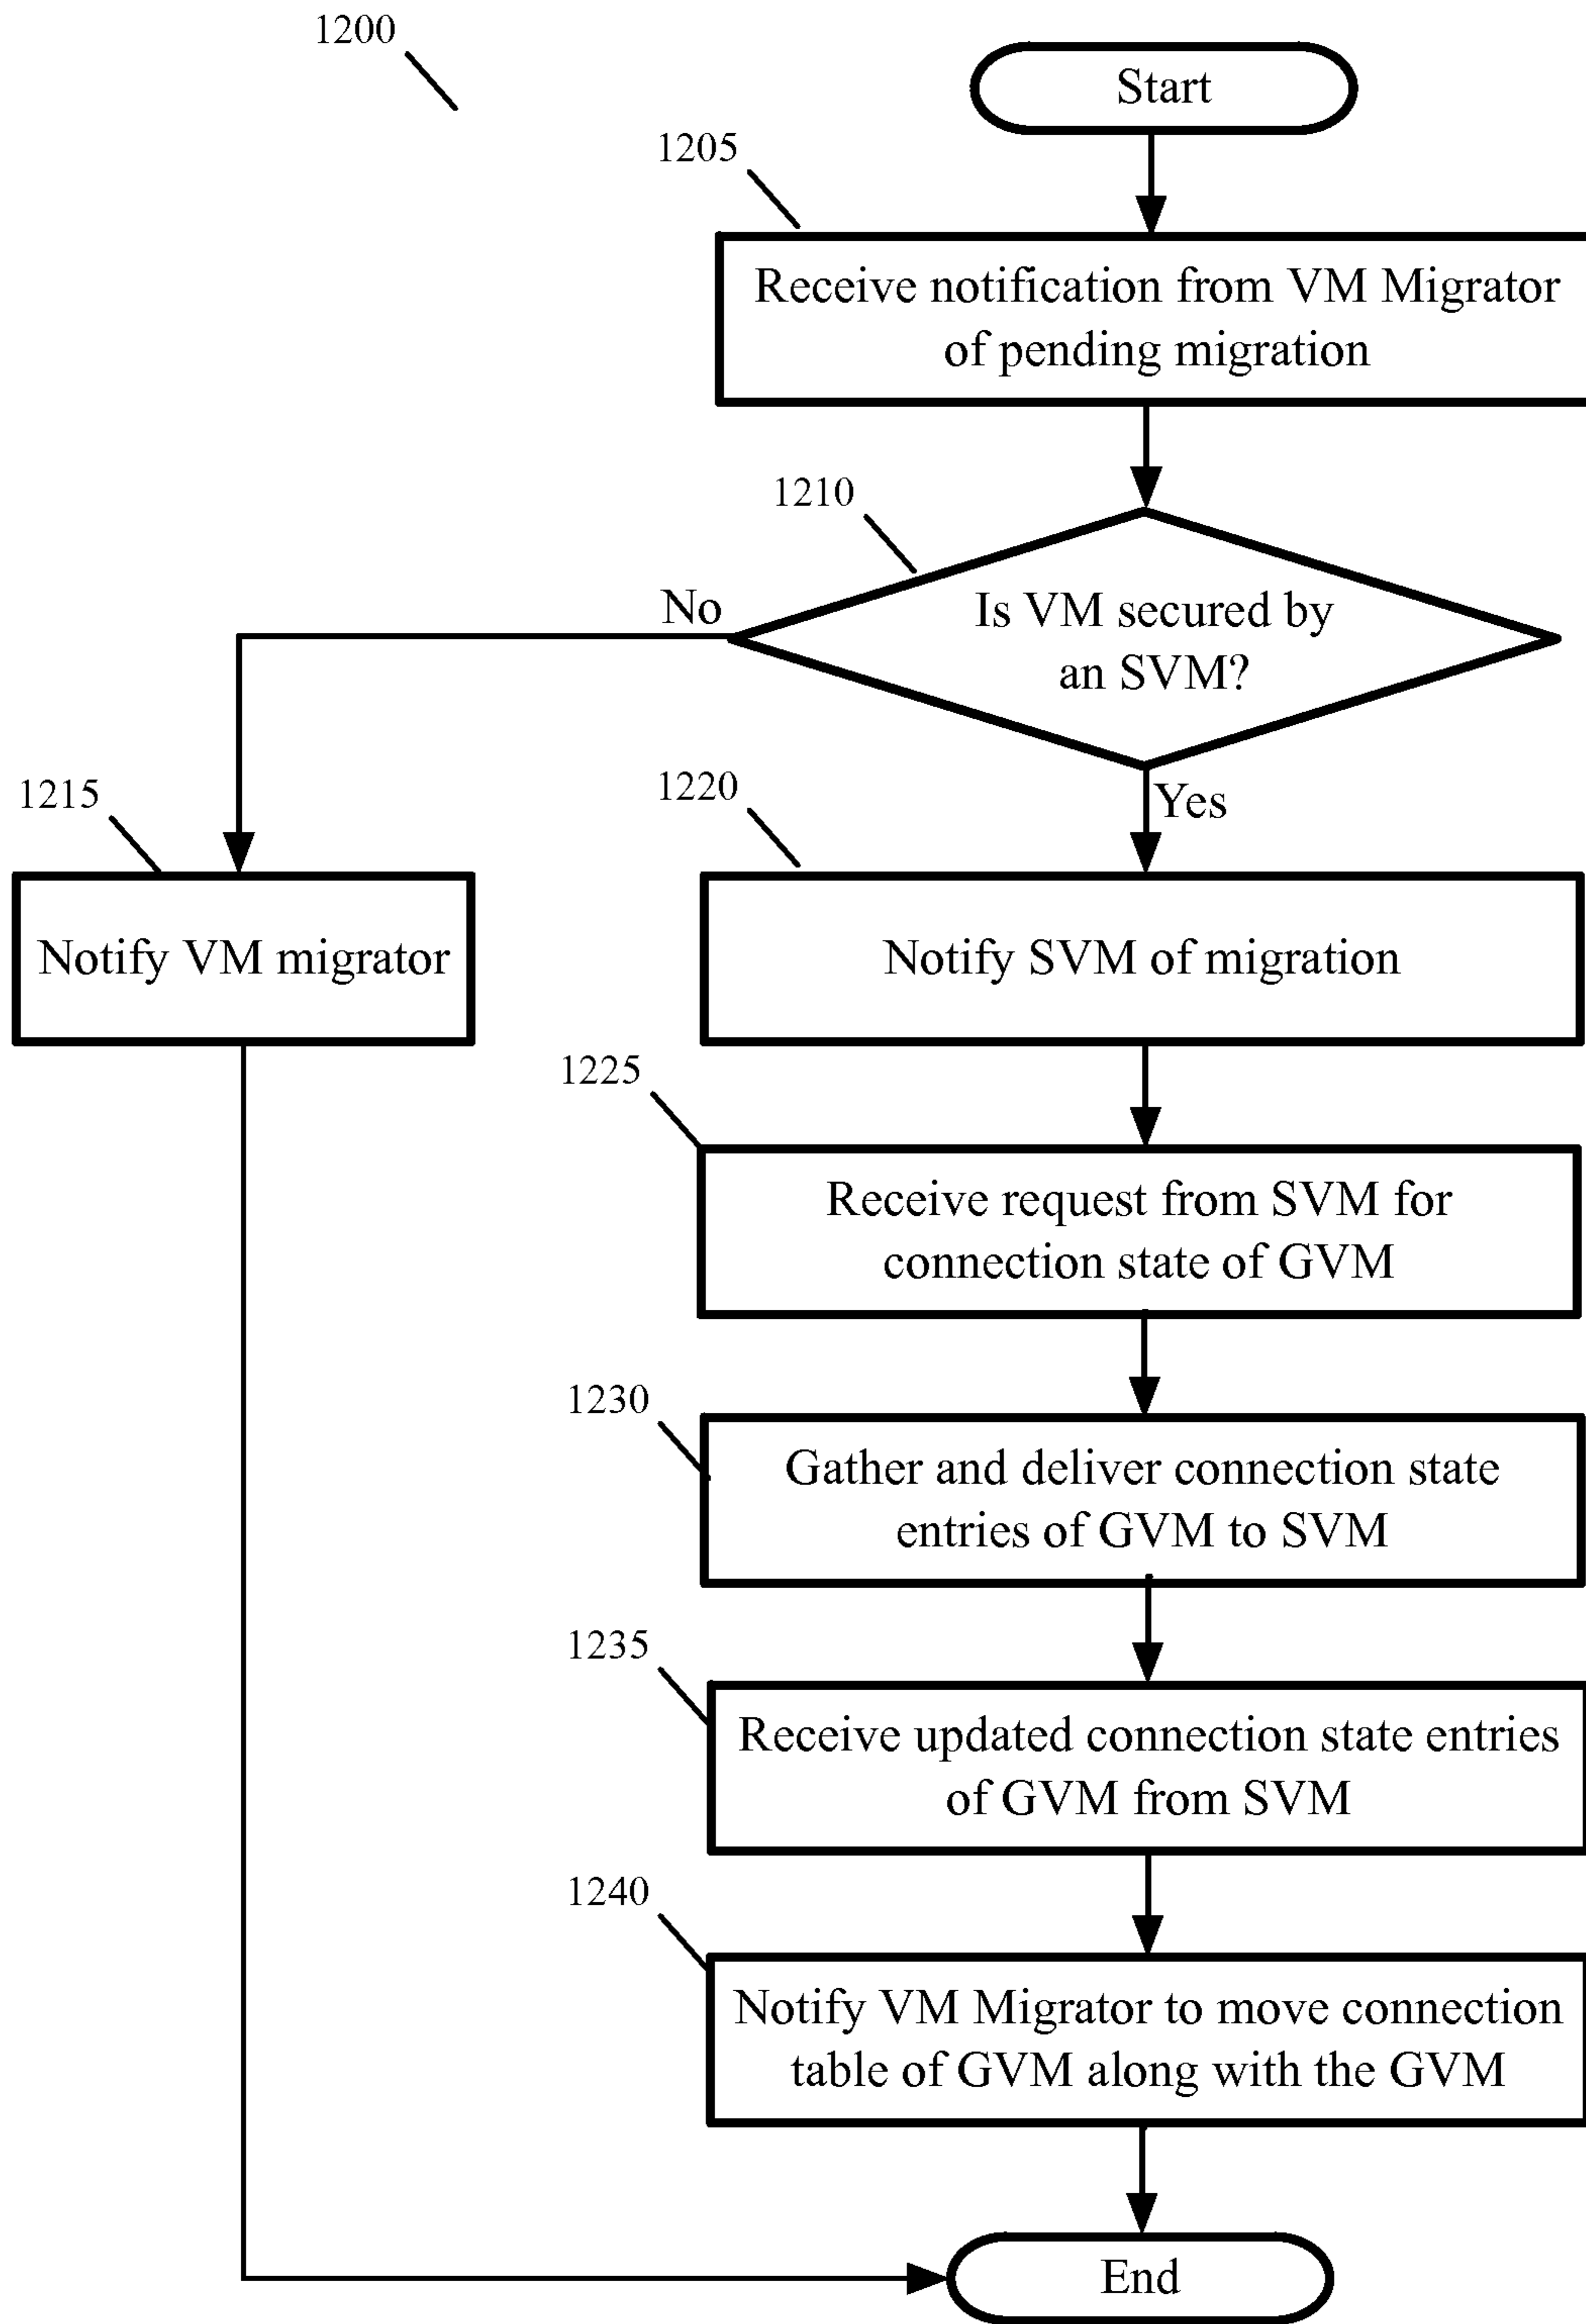 1200
Start
1205
Receive notification from VM Migrator
of pending migration
1210
Is VM secured by
an SVM?
No
Yes
1215
Notify VM migrator
1220
Notify SVM of migration
1225
Receive request from SVM for
connection state of GVM
1230
Gather and deliver connection state
entries of GVM to SVM
1235
Receive updated connection state entries
of GVM from SVM
1240
Notify VM Migrator to move connection
table of GVM along with the GVM
End